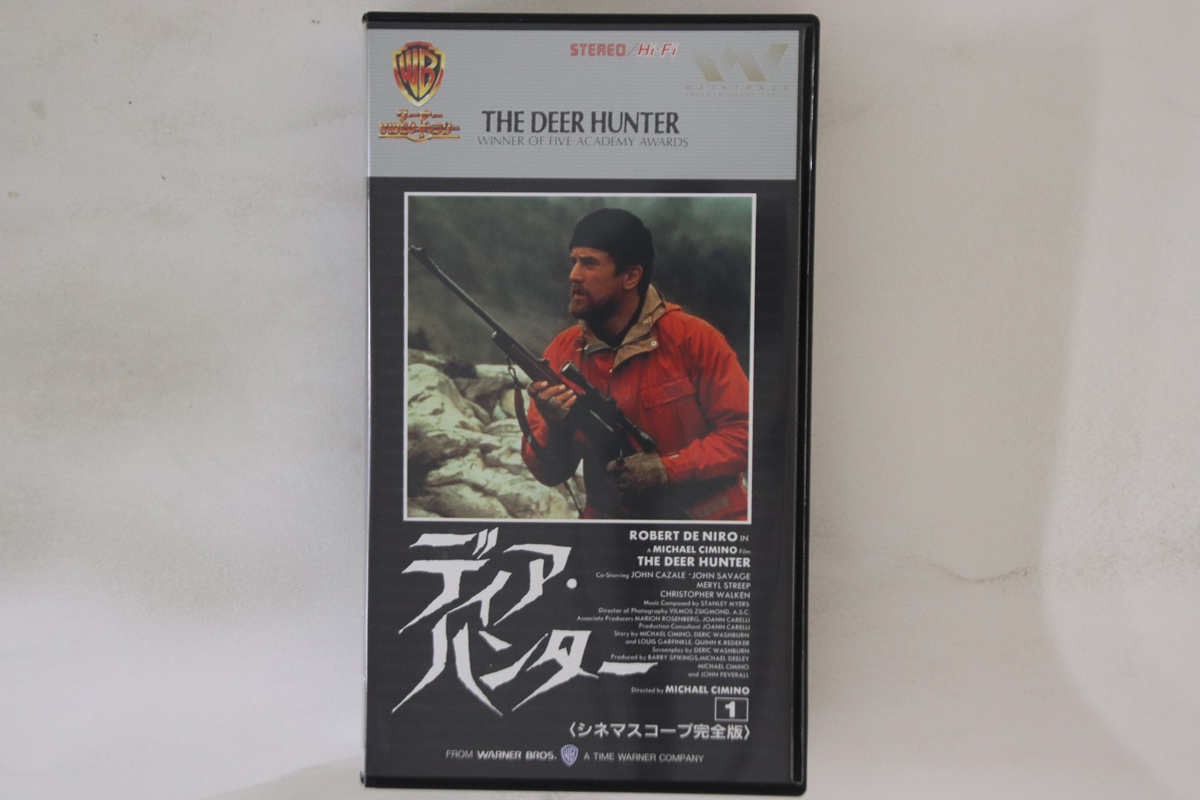 STEREO/Hi-Fi
WB
W
WEINTRAUB
ENTERTAINMENT GROUP
ワーナー
THE DEER HUNTER
WINNER OF FIVE ACADEMY AWARDS
ROBERT DE NIRO IN
A MICHAEL CIMINO Film
THE DEER HUNTER
Co-Starring JOHN CAZALE・JOHN SAVAGE
MERYL STREEP
CHRISTOPHER WALKEN
Music Composed by STANLEY MYERS
Director of Photography VILMOS ZSIGMOND, A.S.C.
Associate Producers MARION ROSENBERG, JOANN CARELLI
Production Consultant JOANN CARELLI
Story by MICHAEL CIMINO, DERIC WASHBURN
and LOUIS GARFINKLE, QUINN K.REDEKER
Screenplay by DERIC WASHBURN
Produced by BARRY SPIKINGS, MICHAEL DEELEY
MICHAEL CIMINO
and JOHN PEVERALL
Directed by MICHAEL CIMINO
ディア・
ハンター
1
〈シネマスコープ完全版〉
FROM WARNER BROS. WB A TIME WARNER COMPANY